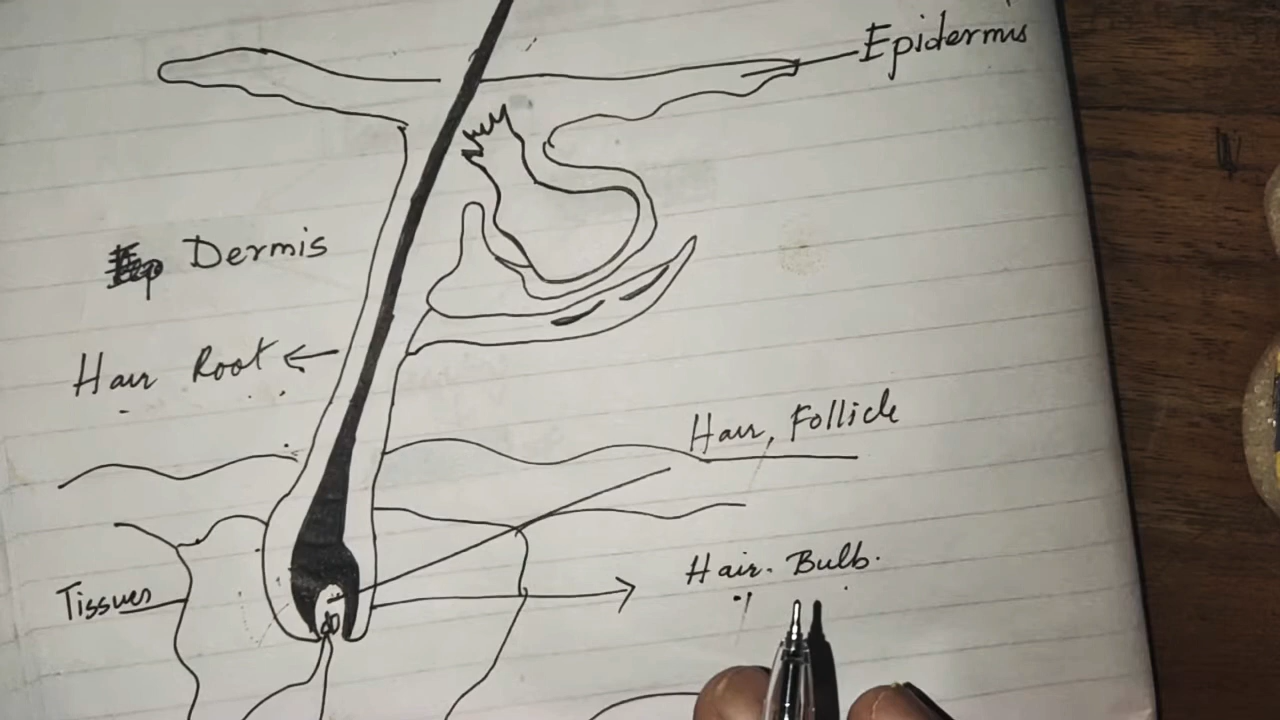 Epidermis
Dermis
Hair Root
Hair, Follicle
Hair. Bulb.
Tissues